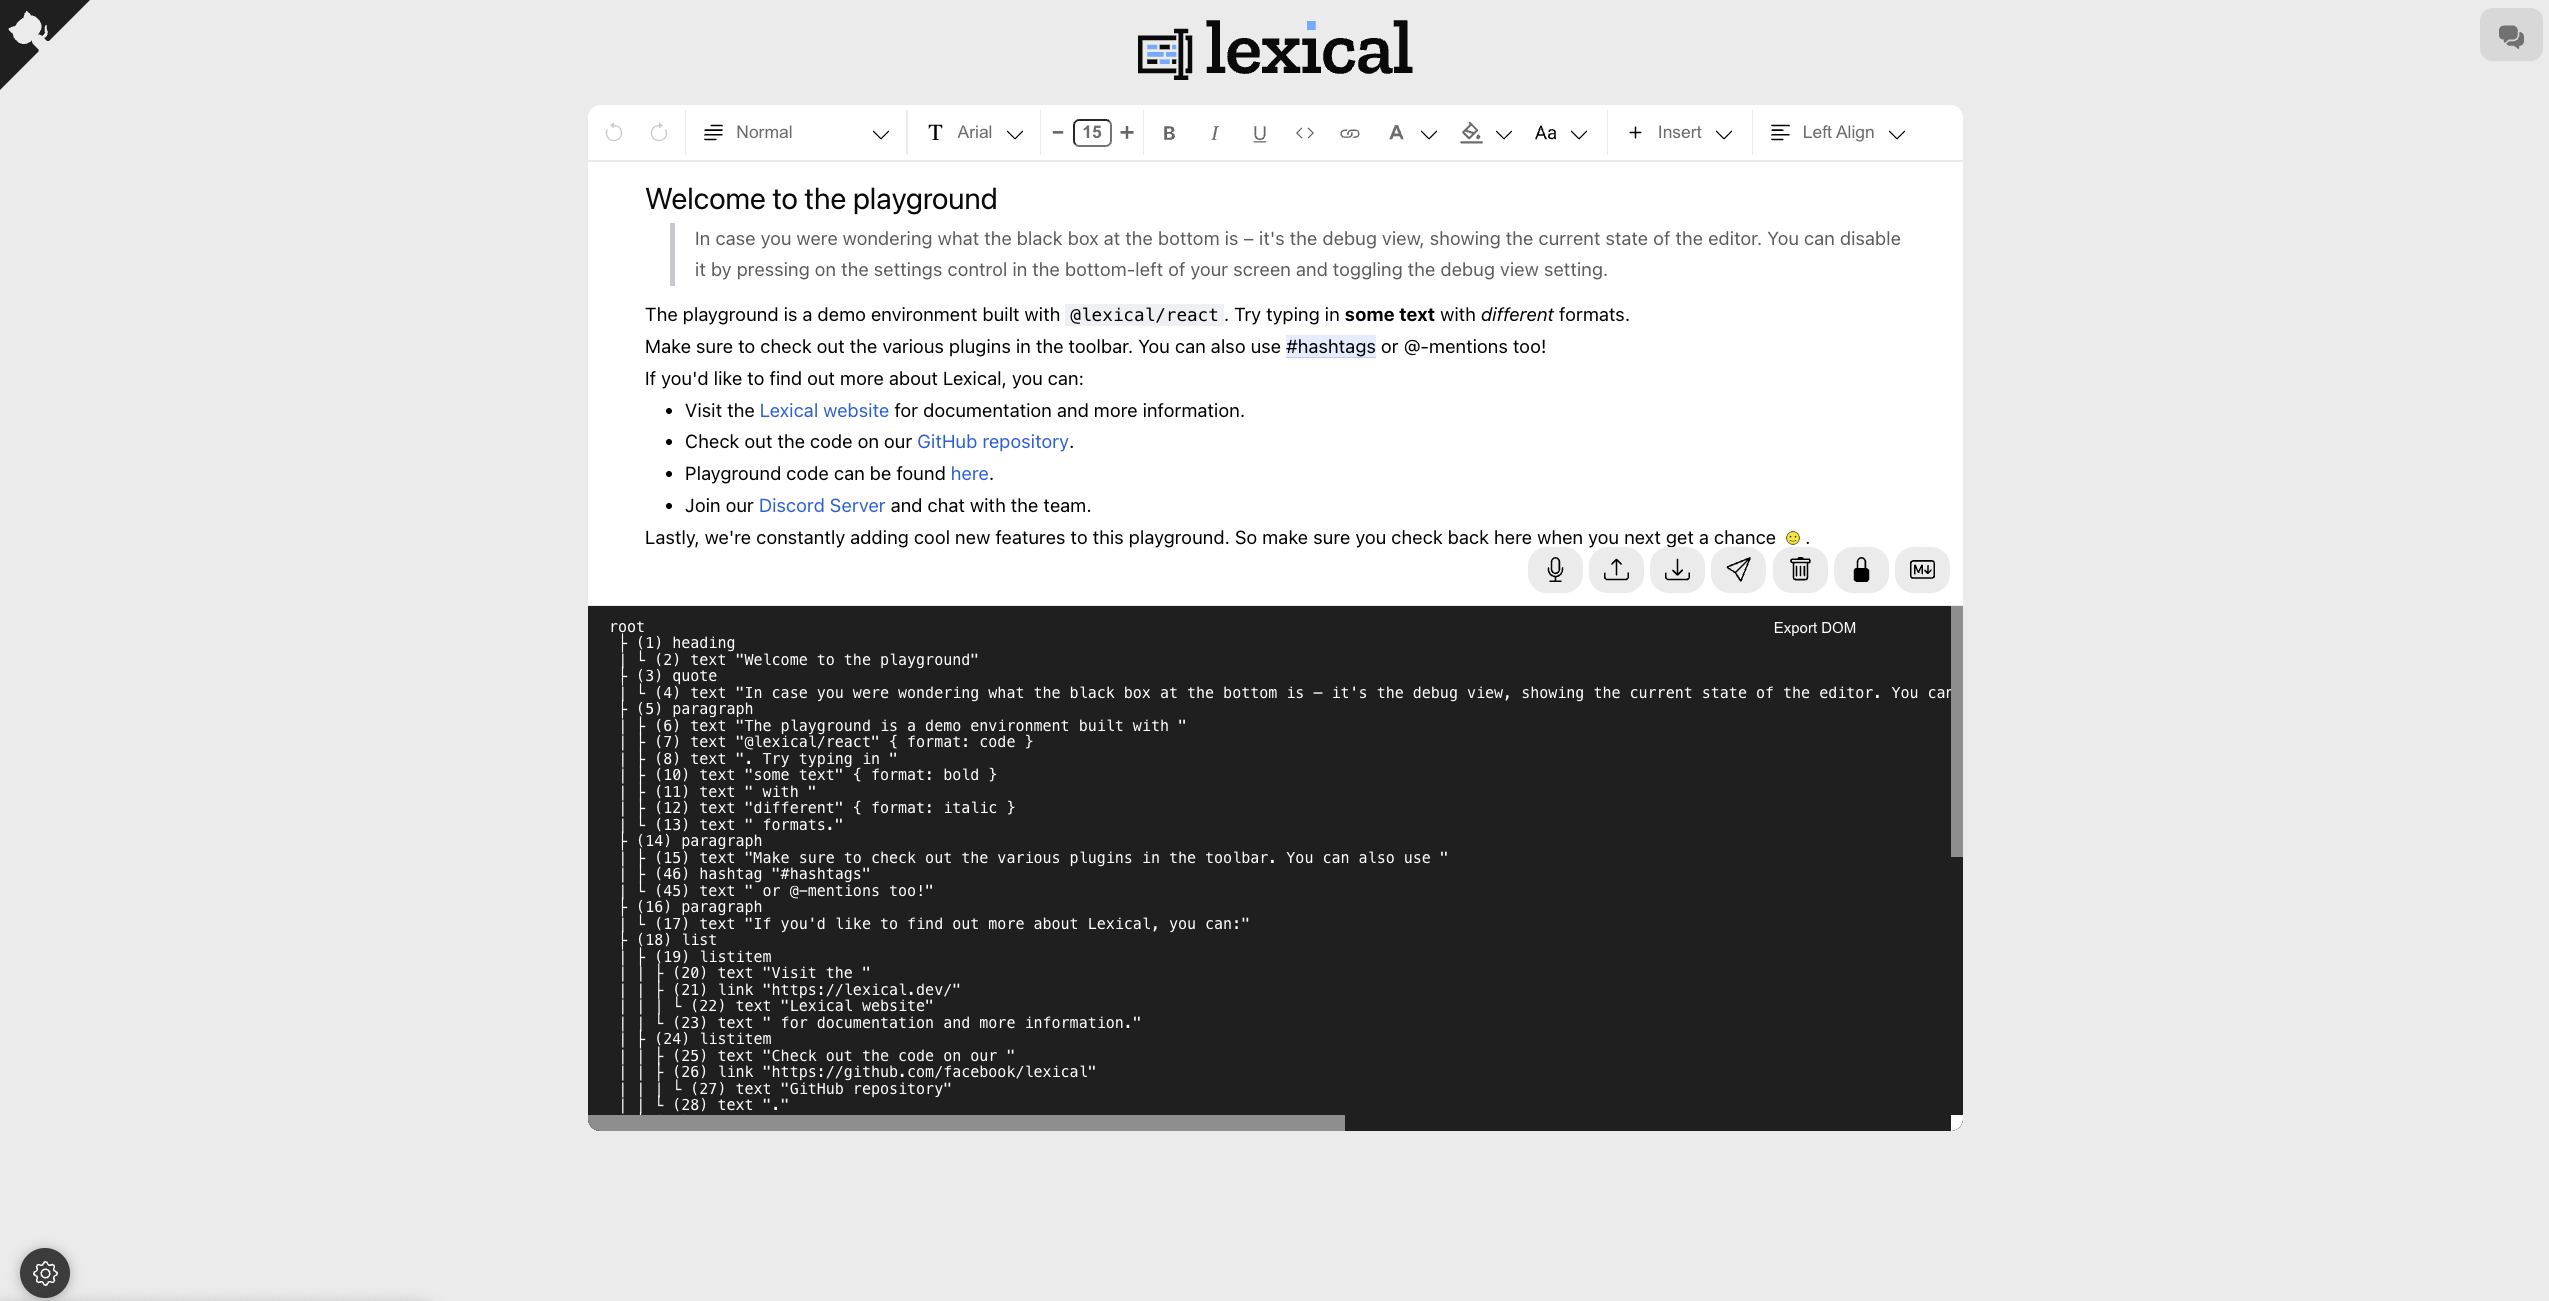 lexical
Normal Arial 15 B I U <> A Aa Insert Left Align
Welcome to the playground
In case you were wondering what the black box at the bottom is – it's the debug view, showing the current state of the editor. You can disable
it by pressing on the settings control in the bottom-left of your screen and toggling the debug view setting.
The playground is a demo environment built with @lexical/react. Try typing in some text with different formats.
Make sure to check out the various plugins in the toolbar. You can also use #hashtags or @-mentions too!
If you'd like to find out more about Lexical, you can:
• Visit the Lexical website for documentation and more information.
• Check out the code on our GitHub repository.
• Playground code can be found here.
• Join our Discord Server and chat with the team.
Lastly, we're constantly adding cool new features to this playground. So make sure you check back here when you next get a chance 🙂.
M↓
root
Export DOM
├ (1) heading
| └ (2) text "Welcome to the playground"
├ (3) quote
| └ (4) text "In case you were wondering what the black box at the bottom is – it's the debug view, showing the current state of the editor. You can
├ (5) paragraph
| ├ (6) text "The playground is a demo environment built with "
| ├ (7) text "@lexical/react" { format: code }
| ├ (8) text ". Try typing in "
| ├ (10) text "some text" { format: bold }
| ├ (11) text " with "
| ├ (12) text "different" { format: italic }
| └ (13) text " formats."
├ (14) paragraph
| ├ (15) text "Make sure to check out the various plugins in the toolbar. You can also use "
| ├ (46) hashtag "#hashtags"
| └ (45) text " or @-mentions too!"
├ (16) paragraph
| └ (17) text "If you'd like to find out more about Lexical, you can:"
├ (18) list
| ├ (19) listitem
| | ├ (20) text "Visit the "
| | ├ (21) link "https://lexical.dev/"
| | | └ (22) text "Lexical website"
| | └ (23) text " for documentation and more information."
| ├ (24) listitem
| | ├ (25) text "Check out the code on our "
| | ├ (26) link "https://github.com/facebook/lexical"
| | | └ (27) text "GitHub repository"
| | └ (28) text "."